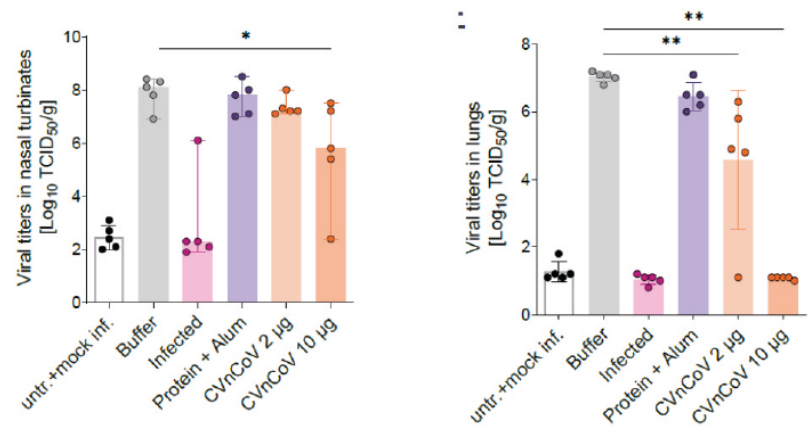 *
10
8
6
4
2
0
Viral titers in nasal turbinates
[Log10 TCID50/g]
untr.+mock inf.
Buffer
Infected
Protein + Alum
CVnCoV 2 µg
CVnCoV 10 µg
**
**
8
6
4
2
0
Viral titers in lungs
[Log10 TCID50/g]
untr.+mock inf.
Buffer
Infected
Protein + Alum
CVnCoV 2 µg
CVnCoV 10 µg